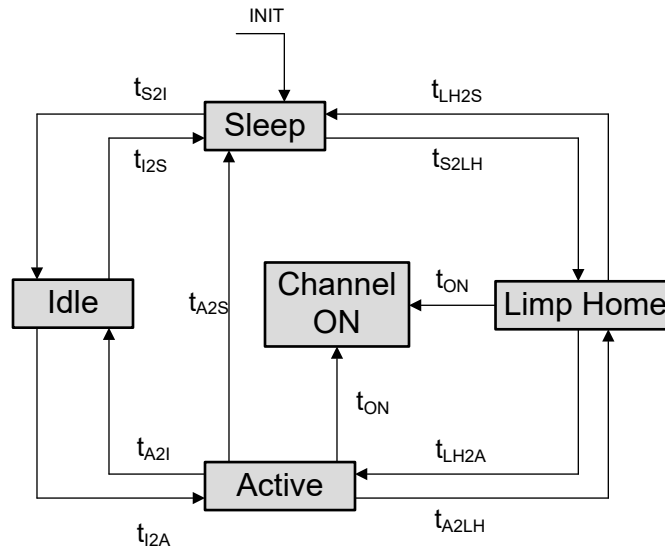 INIT
tS2I
tLH2S
Sleep
tI2S
tS2LH
Idle
tA2S
Channel
ON
tON
Limp Home
tON
tA2I
tLH2A
Active
tI2A
tA2LH